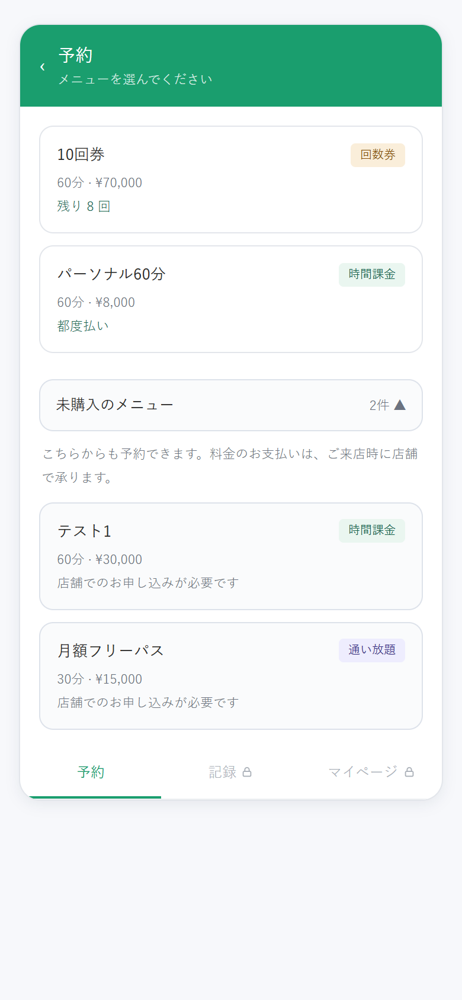 ‹
予約
メニューを選んでください
10回券
回数券
60分 · ¥70,000
残り 8 回
パーソナル60分
時間課金
60分 · ¥8,000
都度払い
未購入のメニュー
2件 ▲
こちらからも予約できます。料金のお支払いは、ご来店時に店舗
で承ります。
テスト1
時間課金
60分 · ¥30,000
店舗でのお申し込みが必要です
月額フリーパス
通い放題
30分 · ¥15,000
店舗でのお申し込みが必要です
予約
記録
マイページ